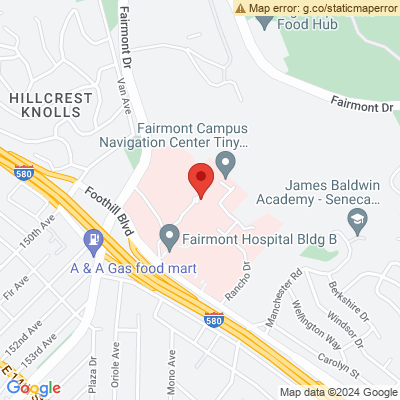 Map error: g.co/staticmaperror
Food Hub
Fairmont Dr
Van Ave
HILLCREST
KNOLLS
Fairmont Dr
Fairmont Campus
Navigation Center Tiny...
James Baldwin
Academy - Seneca...
580
Foothill Blvd
150th Ave
Fairmont Hospital Bldg B
A & A Gas food mart
Rancho Dr
Manchester Rd
Berkshire Dr
Fir Ave
Windsor Dr
Wellington Way
580
152nd Ave
153rd Ave
Carolyn St
Plaza Dr
Oriole Ave
Mono Ave
Google
Map data ©2024 Google